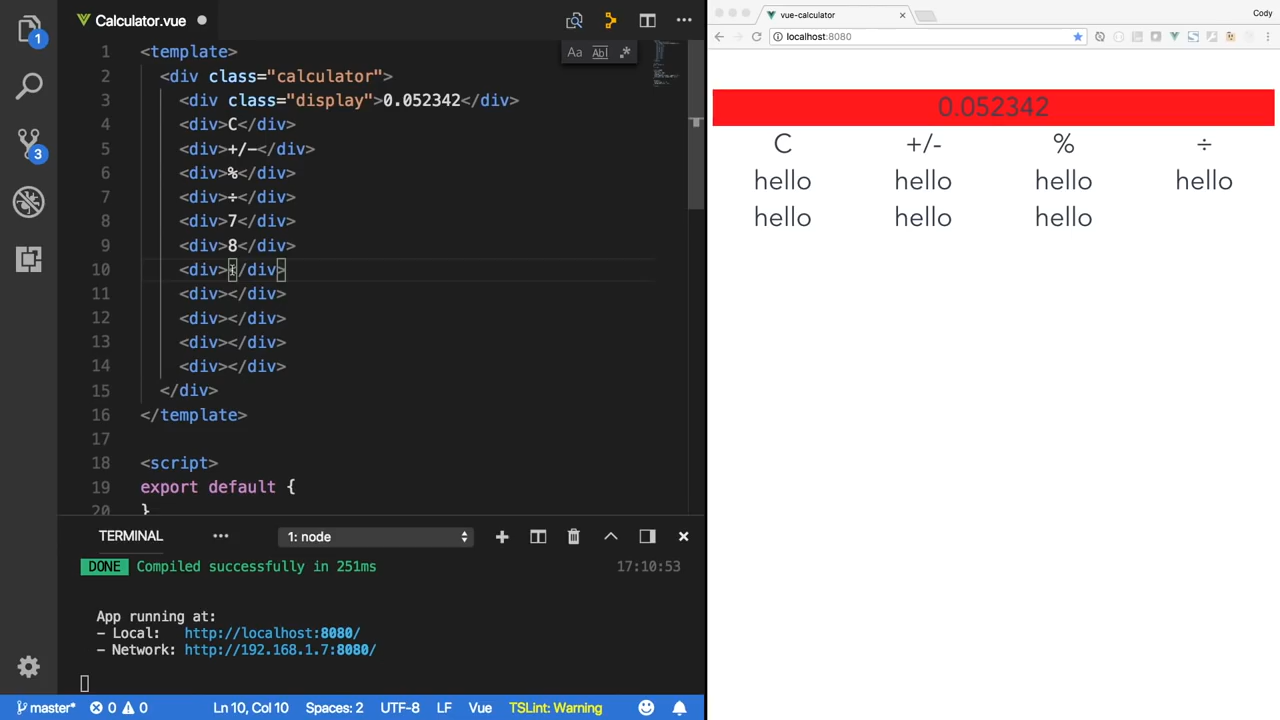 Calculator.vue
1
3
Aa Abl .*
1 <template>
2 <div class="calculator">
3 <div class="display">0.052342</div>
4 <div>C</div>
5 <div>+/-</div>
6 <div>%</div>
7 <div>÷</div>
8 <div>7</div>
9 <div>8</div>
10 <div></div>
11 <div></div>
12 <div></div>
13 <div></div>
14 <div></div>
15 </div>
16 </template>
17
18 <script>
19 export default {
20 }
TERMINAL ... 1: node
DONE Compiled successfully in 251ms 17:10:53
App running at:
- Local: http://localhost:8080/
- Network: http://192.168.1.7:8080/
master* 0 0 Ln 10, Col 10 Spaces: 2 UTF-8 LF Vue TSLint: Warning
vue-calculator Cody
localhost:8080
0.052342
C +/- % ÷
hello hello hello hello
hello hello hello